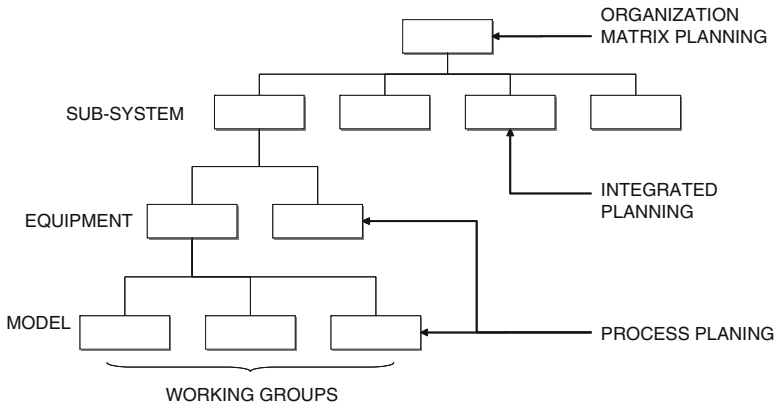 ORGANIZATION
MATRIX PLANNING
SUB-SYSTEM
INTEGRATED
PLANNING
EQUIPMENT
MODEL
PROCESS PLANING
WORKING GROUPS